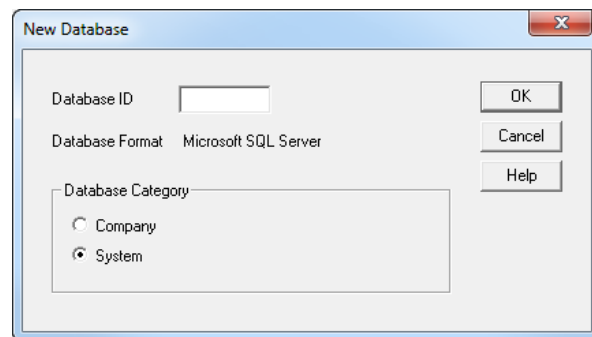 New Database
Database ID
OK
Database Format Microsoft SQL Server
Cancel
Help
Database Category
Company
System